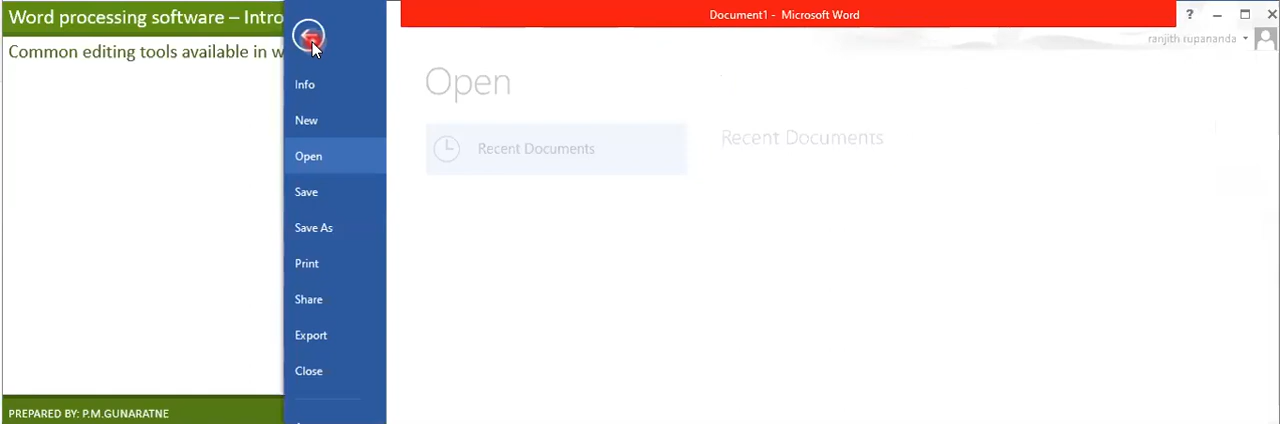 Word processing software – Intro
Common editing tools available in w
PREPARED BY: P.M.GUNARATNE
Info
New
Open
Save
Save As
Print
Share
Export
Close
Document1 - Microsoft Word
?
ranjith rupananda
Open
Recent Documents
Recent Documents